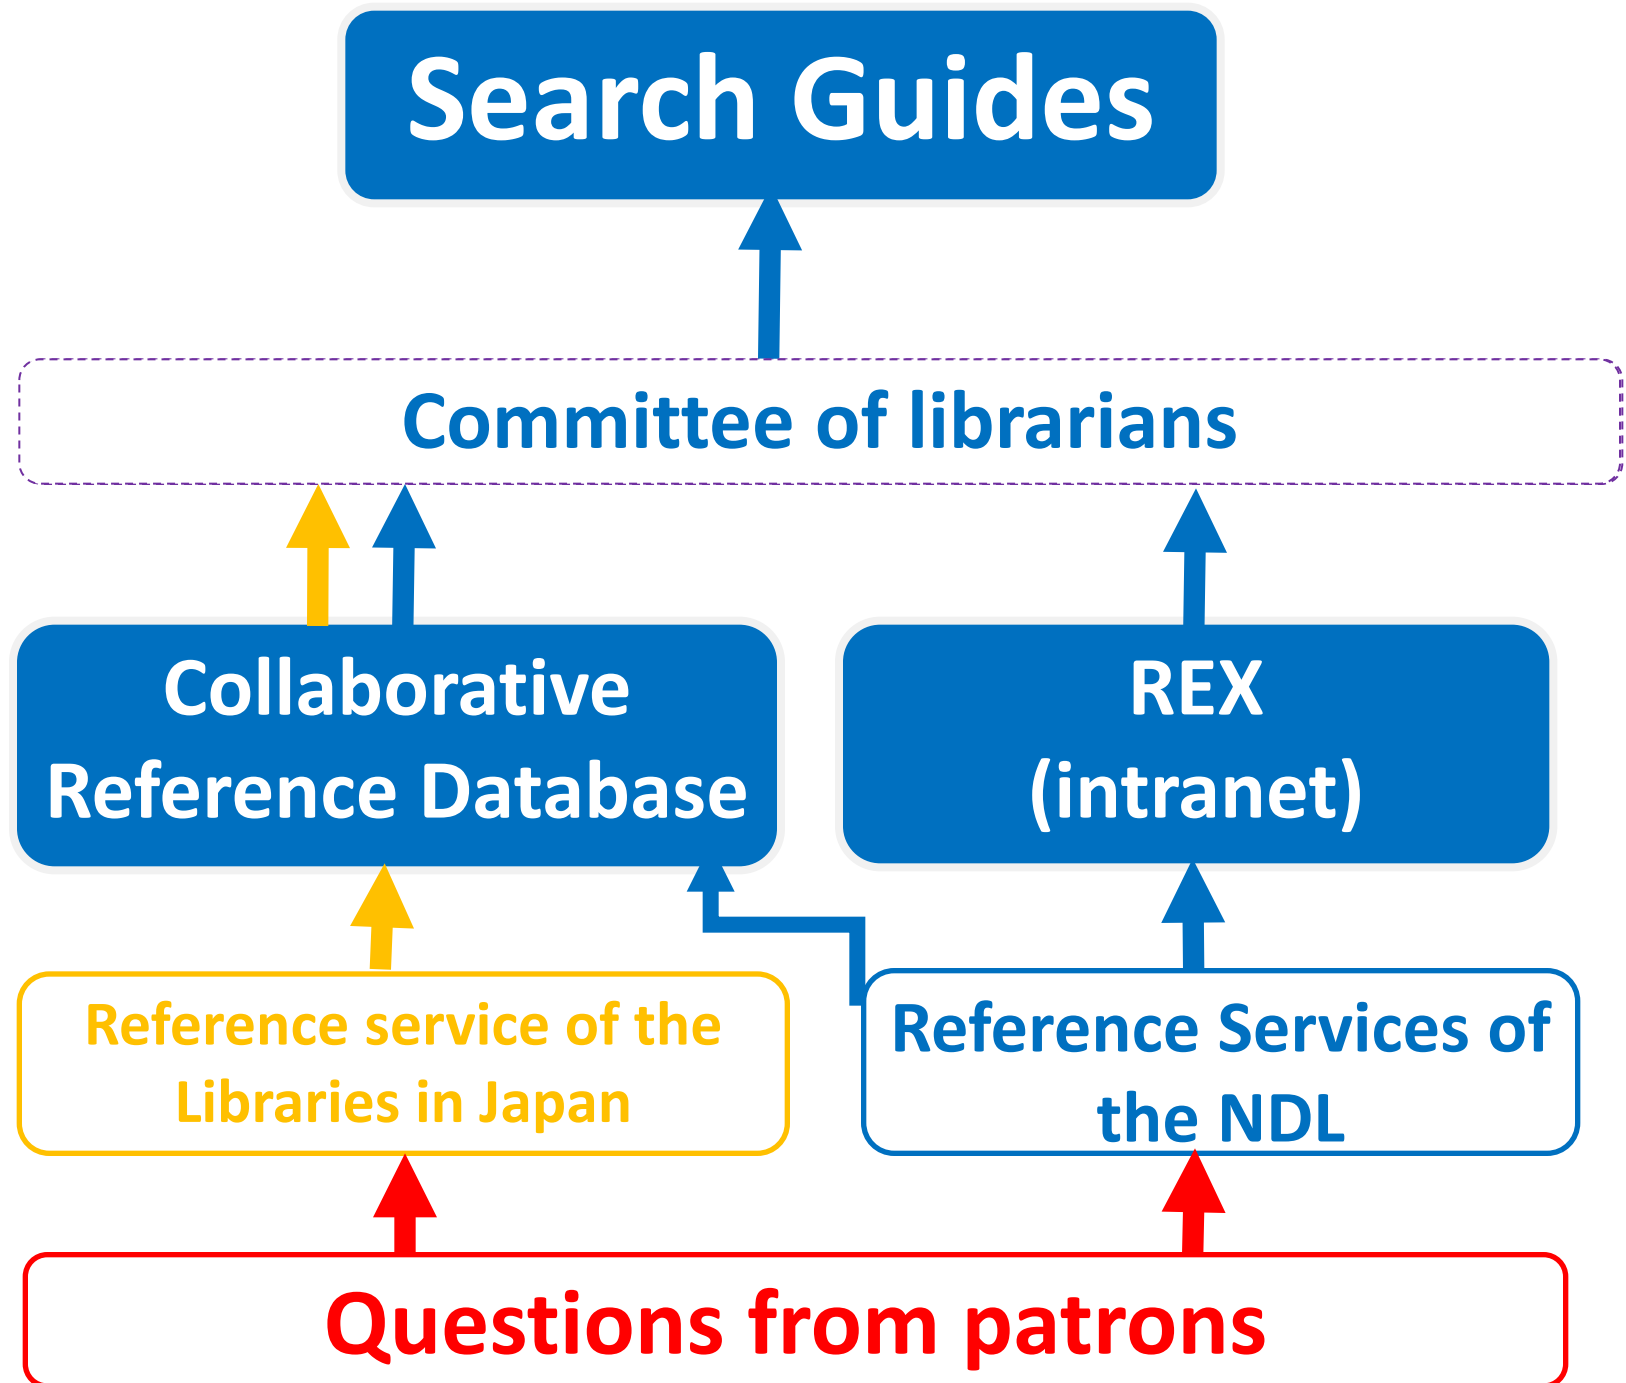 Search Guides
Committee of librarians
Collaborative
Reference Database
REX
(intranet)
Reference service of the
Libraries in Japan
Reference Services of
the NDL
Questions from patrons